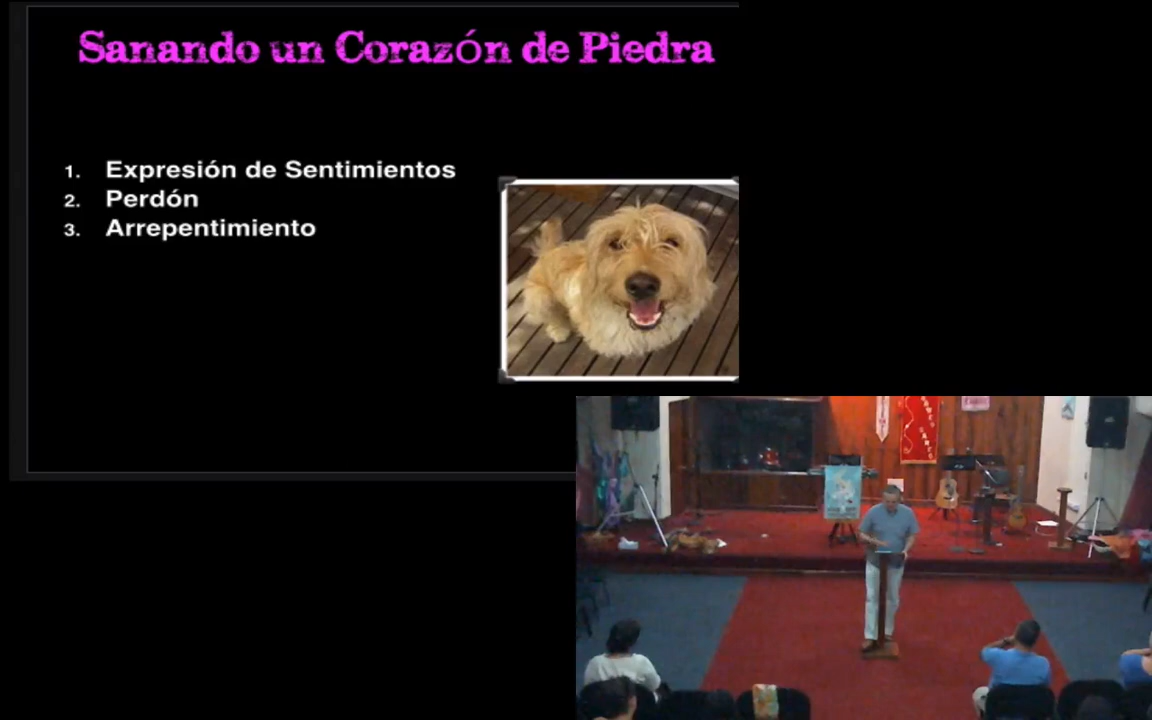 Sanando un Corazón de Piedra
1. Expresión de Sentimientos
2. Perdón
3. Arrepentimiento